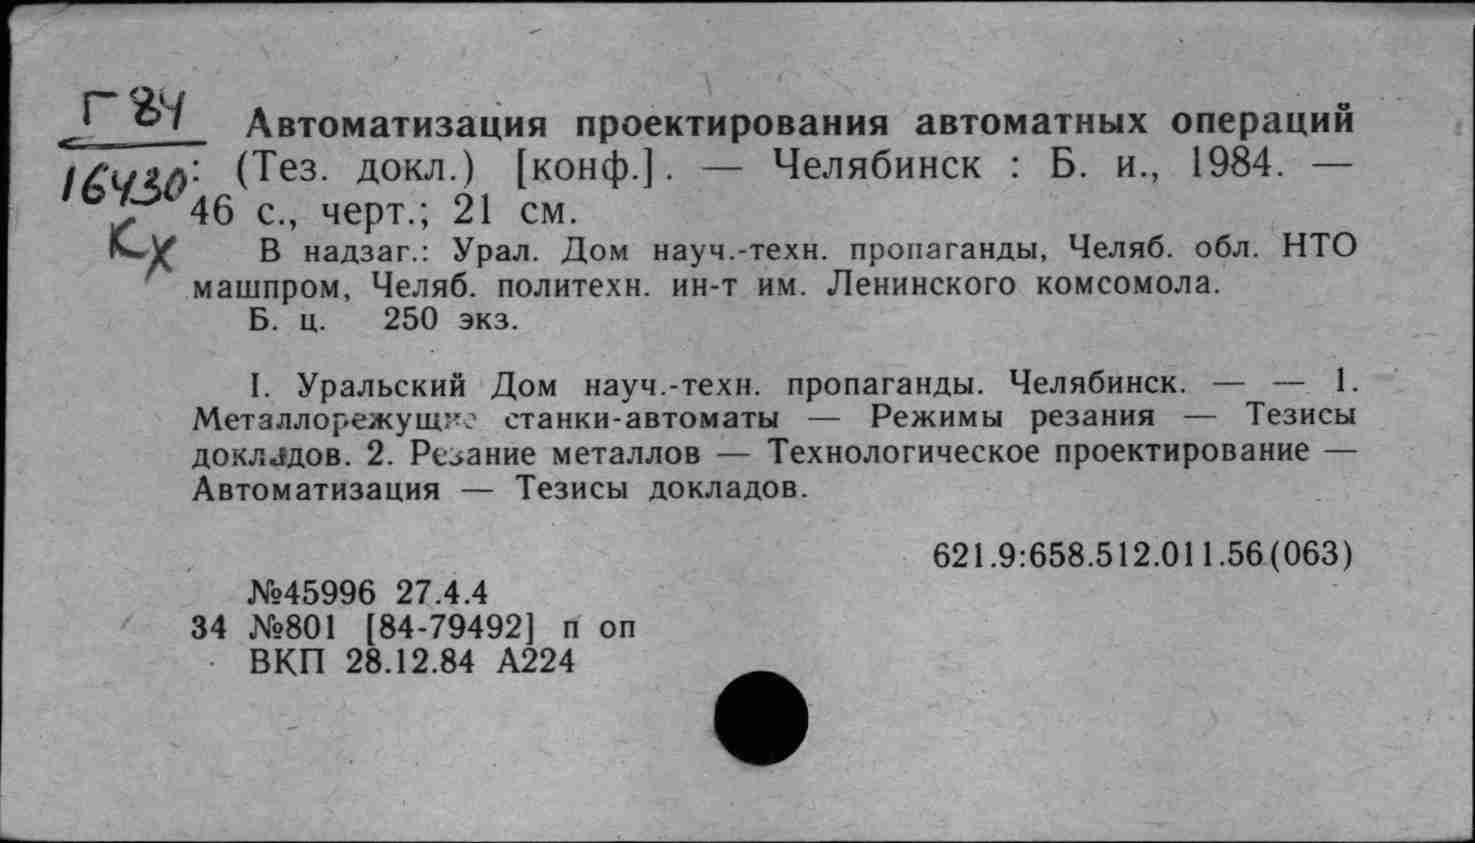 Г 84
16430
Кх
Автоматизация проектирования автоматных операций
: (Тез. докл.) [конф.]. — Челябинск : Б. и., 1984. —
46 с., черт.; 21 см.
В надзаг.: Урал. Дом науч.-техн. пропаганды, Челяб. обл. НТО
машпром, Челяб. политехн. ин-т им. Ленинского комсомола.
Б. ц. 250 экз.
I. Уральский Дом науч.-техн. пропаганды. Челябинск. — — 1.
Металлорежущие станки-автоматы — Режимы резания — Тезисы
докладов. 2. Резание металлов — Технологическое проектирование —
Автоматизация — Тезисы докладов.
621.9:658.512.011.56(063)
№45996 27.4.4
34 №801 [84-79492] п оп
ВКП 28.12.84 А224